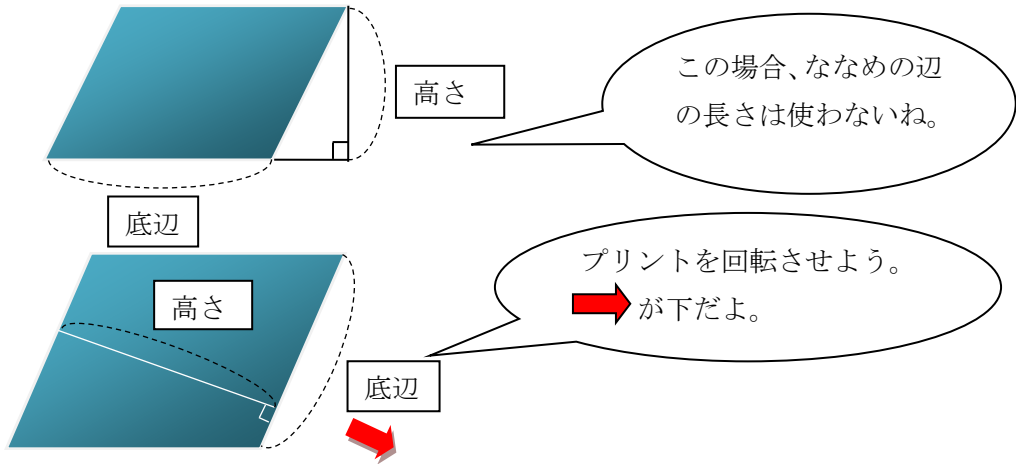 この場合、ななめの辺
の長さは使わないね。
高さ
底辺
プリントを回転させよう。
が下だよ。
高さ
底辺